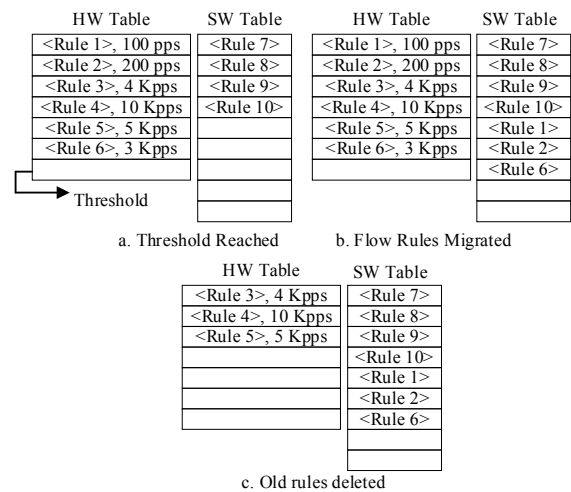 HW Table
<Rule 1>, 100 pps
<Rule 2>, 200 pps
<Rule 3>, 4 Kpps
<Rule 4>, 10 Kpps
<Rule 5>, 5 Kpps
<Rule 6>, 3 Kpps
Threshold
SW Table
<Rule 7>
<Rule 8>
<Rule 9>
<Rule 10>
a. Threshold Reached
HW Table
<Rule 1>, 100 pps
<Rule 2>, 200 pps
<Rule 3>, 4 Kpps
<Rule 4>, 10 Kpps
<Rule 5>, 5 Kpps
<Rule 6>, 3 Kpps
SW Table
<Rule 7>
<Rule 8>
<Rule 9>
<Rule 10>
<Rule 1>
<Rule 2>
<Rule 6>
b. Flow Rules Migrated
HW Table
<Rule 3>, 4 Kpps
<Rule 4>, 10 Kpps
<Rule 5>, 5 Kpps
SW Table
<Rule 7>
<Rule 8>
<Rule 9>
<Rule 10>
<Rule 1>
<Rule 2>
<Rule 6>
c. Old rules deleted